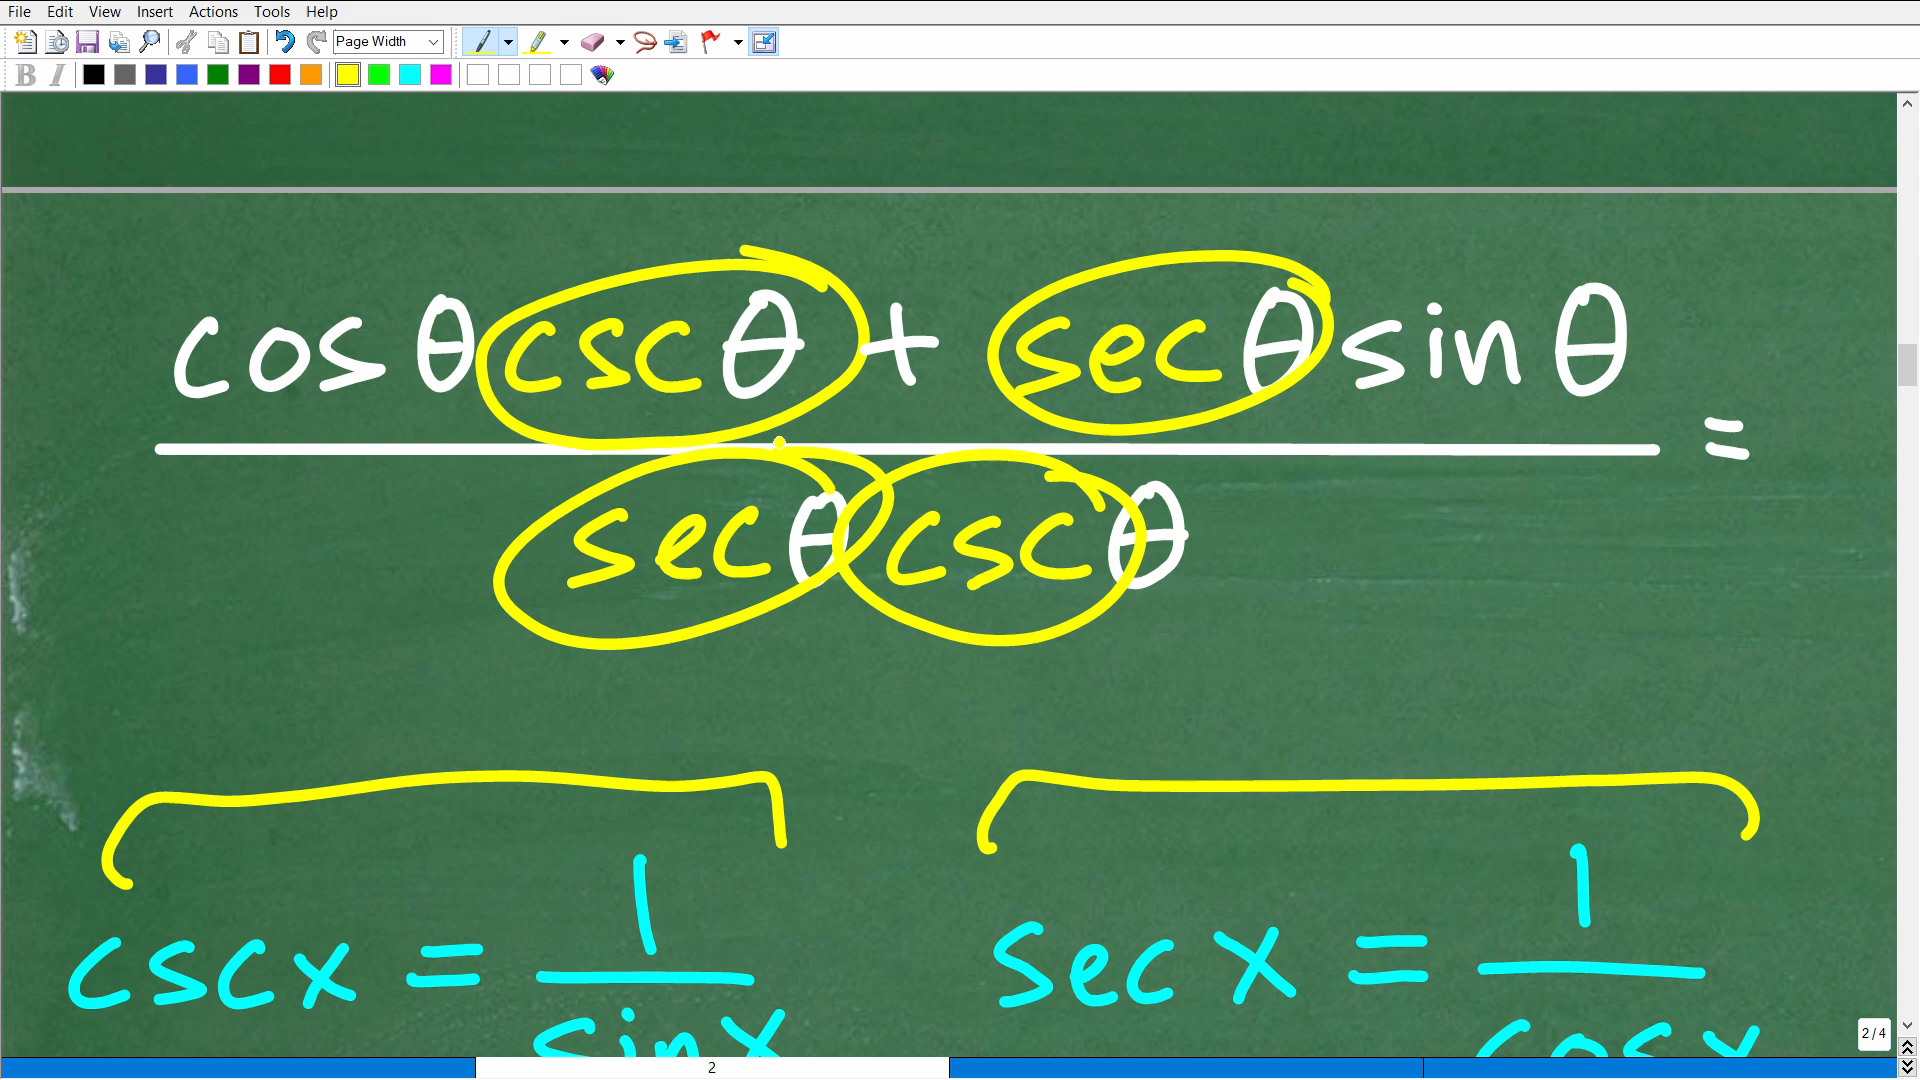 File Edit View Insert Actions Tools Help
Page Width
B I
cos θ csc θ + sec θ sin θ
=
sec θ csc θ
1 1
csc x = sec x =
sin x cos x
2 / 4
2